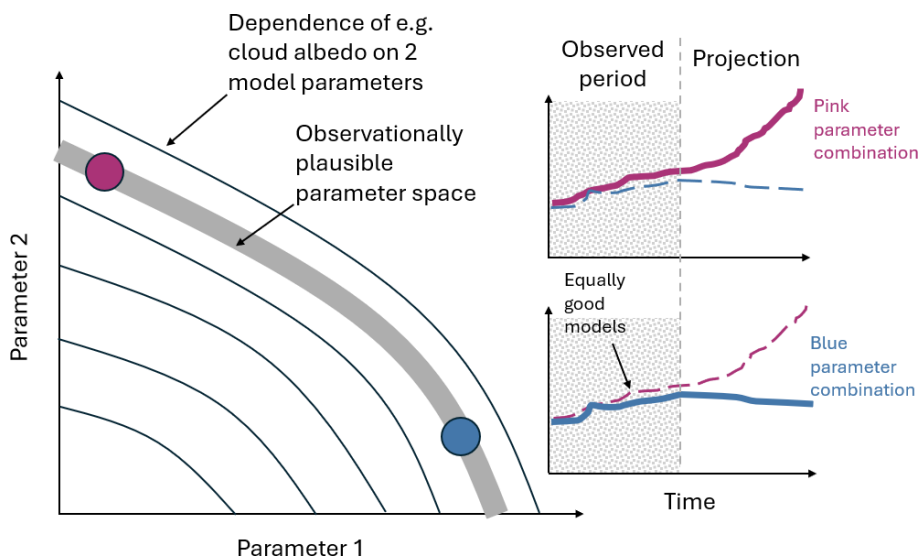 Dependence of e.g.
cloud albedo on 2
model parameters
Observationally
plausible
parameter space
Parameter 2
Parameter 1
Observed
period
Projection
Pink
parameter
combination
Equally
good
models
Blue
parameter
combination
Time